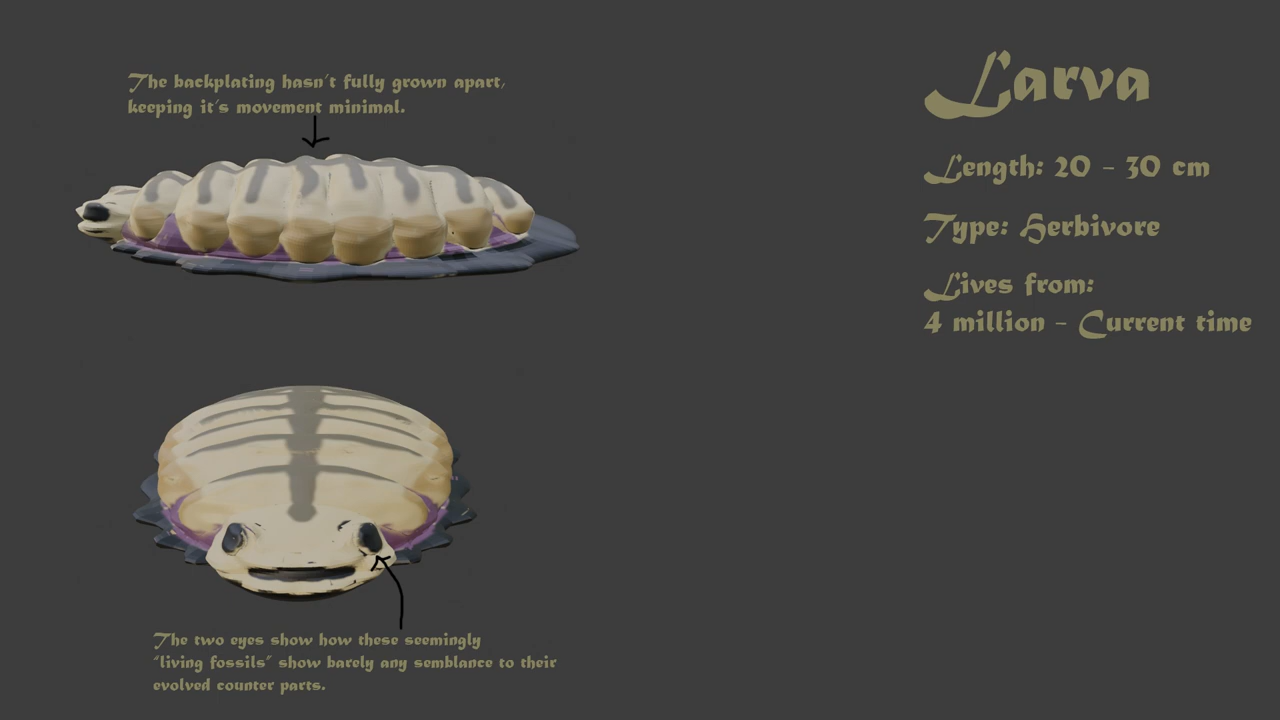 The backplating hasn't fully grown apart,
keeping it's movement minimal.
Larva
Length: 20 - 30 cm
Type: Herbivore
Lives from:
4 million - Current time
The two eyes show how these seemingly
"living fossils" show barely any semblance to their
evolved counter parts.